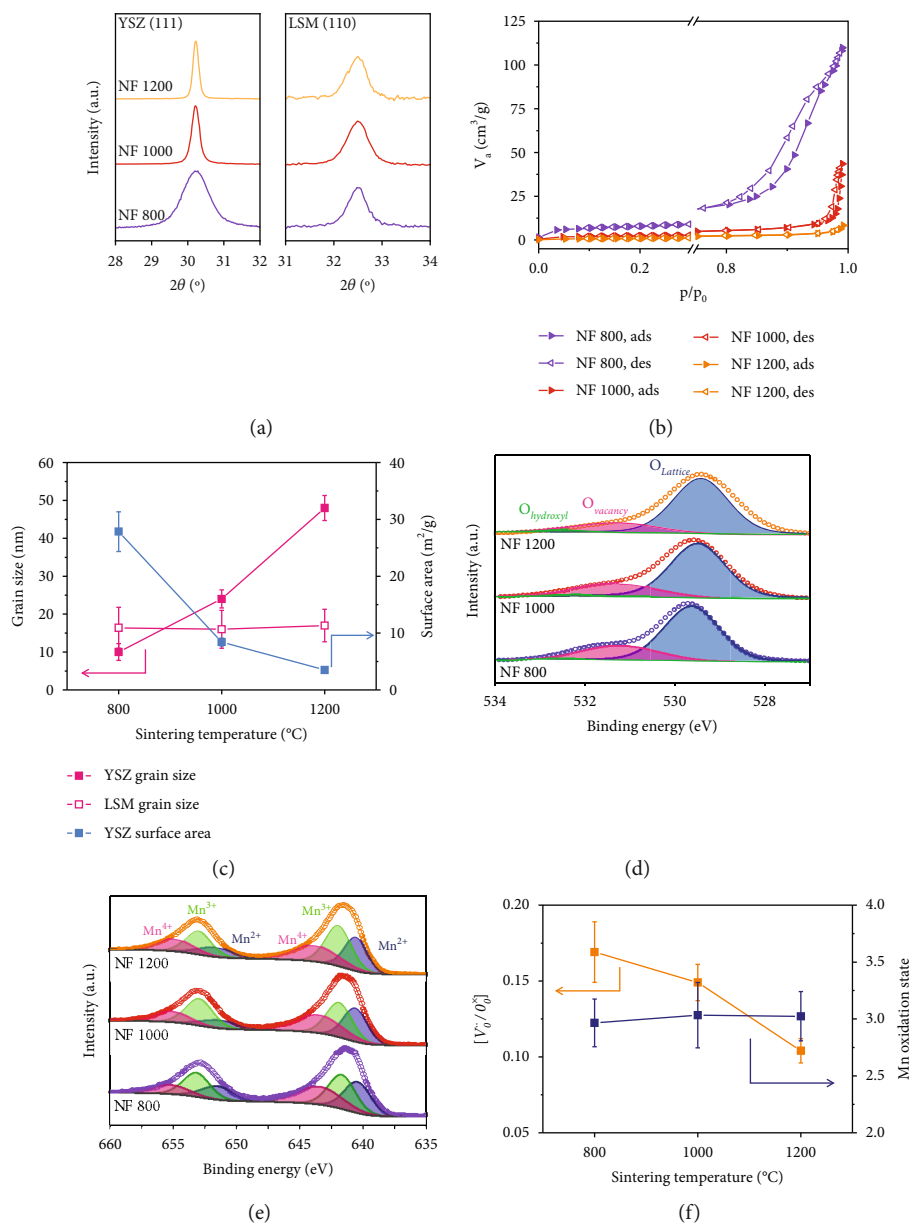 YSZ (111)
LSM (110)
NF 1200
NF 1000
NF 800
Intensity (a.u.)
28 29 30 31 32
31 32 33 34
2θ (°)
2θ (°)
(a)
125
100
75
50
25
0
Vₐ (cm³/g)
0.0 0.2 0.8 1.0
p/p₀
NF 800, ads
NF 800, des
NF 1000, ads
NF 1000, des
NF 1200, ads
NF 1200, des
(b)
60
50
40
30
20
10
0
Grain size (nm)
40
30
20
10
0
Surface area (m²/g)
800 1000 1200
Sintering temperature (°C)
YSZ grain size
LSM grain size
YSZ surface area
(c)
O_Lattice
O_hydroxyl
O_vacancy
NF 1200
NF 1000
NF 800
Intensity (a.u.)
534 532 530 528
Binding energy (eV)
(d)
Mn³⁺ Mn³⁺
Mn⁴⁺ Mn²⁺ Mn⁴⁺ Mn²⁺
NF 1200
NF 1000
NF 800
Intensity (a.u.)
660 655 650 645 640 635
Binding energy (eV)
(e)
0.20
0.15
0.10
0.05
4.0
3.5
3.0
2.5
2.0
Mn oxidation state
800 1000 1200
Sintering temperature (°C)
(f)